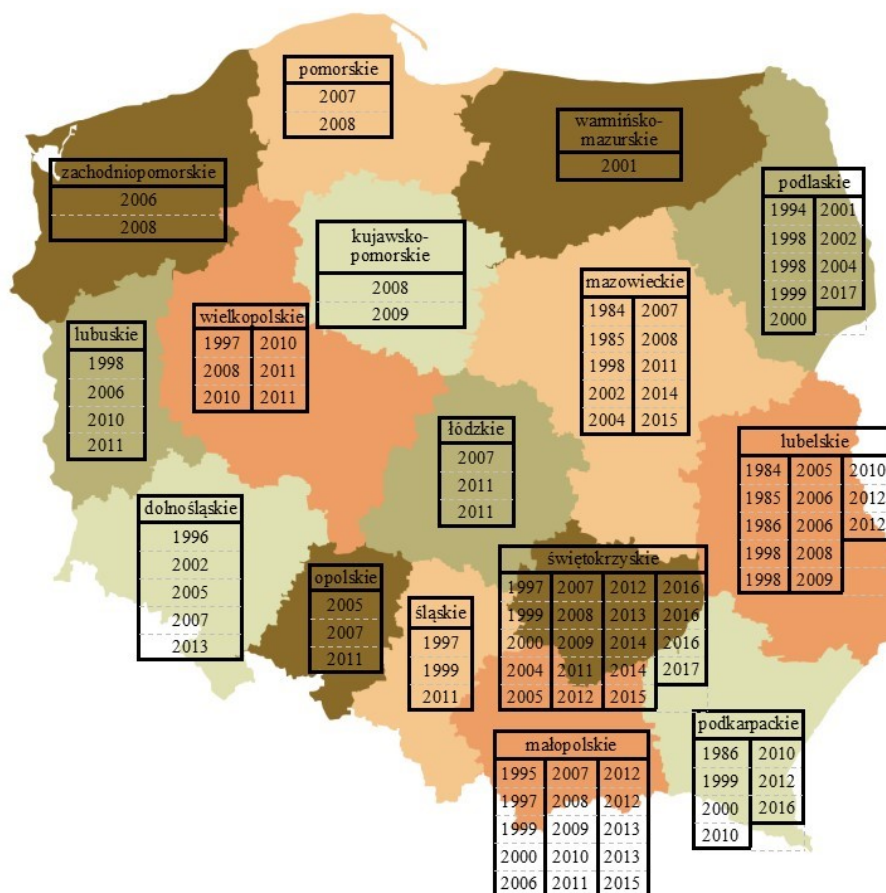 pomorskie
2007
2008
warmińsko-
mazurskie
2001
zachodniopomorskie
2006
2008
podlaskie
1994 2001
1998 2002
1998 2004
1999 2017
2000
kujawsko-
pomorskie
2008
2009
mazowieckie
1984 2007
1985 2008
1998 2011
2002 2014
2004 2015
wielkopolskie
1997 2010
2008 2011
2010 2011
lubuskie
1998
2006
2010
2011
łódzkie
2007
2011
2011
lubelskie
1984 2005 2010
1985 2006 2012
1986 2006 2012
1998 2008
1998 2009
dolnośląskie
1996
2002
2005
2007
2013
opolskie
2005
2007
2011
śląskie
1997
1999
2011
świętokrzyskie
1997 2007 2012 2016
1999 2008 2013 2016
2000 2009 2014 2016
2004 2011 2014 2017
2005 2012 2015
podkarpackie
1986 2010
1999 2012
2000 2016
2010
małopolskie
1995 2007 2012
1997 2008 2012
1999 2009 2013
2000 2010 2013
2006 2011 2015